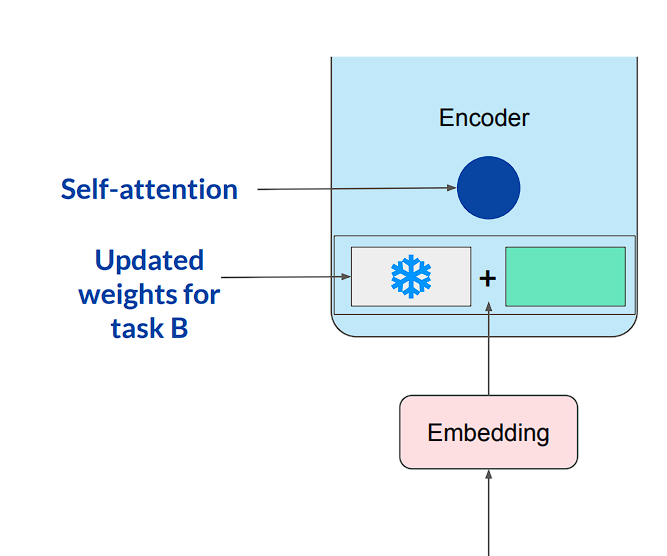 Encoder
Self-attention
Updated
weights for
task B
+
Embedding